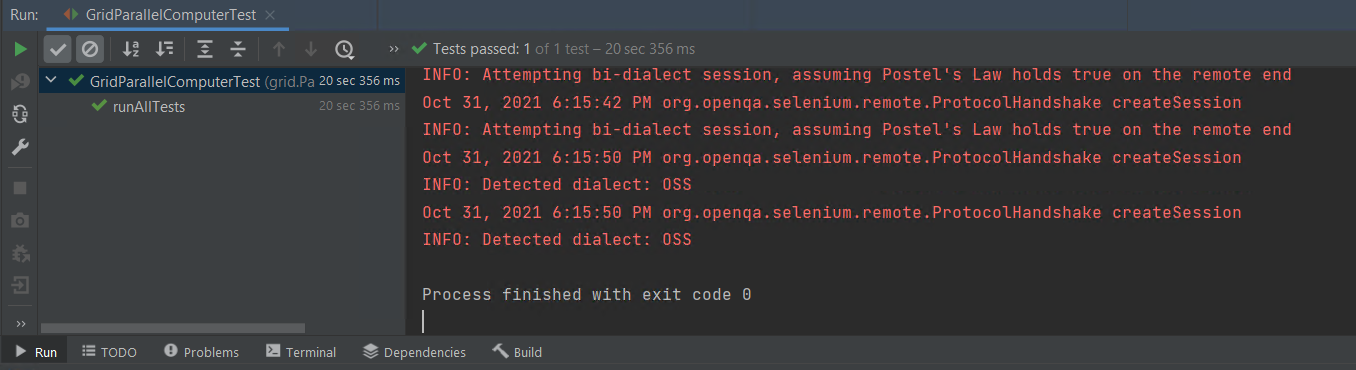 Run: GridParallelComputerTest
Tests passed: 1 of 1 test – 20 sec 356 ms
GridParallelComputerTest (grid.Pa 20 sec 356 ms
runAllTests 20 sec 356 ms
INFO: Attempting bi-dialect session, assuming Postel's Law holds true on the remote end
Oct 31, 2021 6:15:42 PM org.openqa.selenium.remote.ProtocolHandshake createSession
INFO: Attempting bi-dialect session, assuming Postel's Law holds true on the remote end
Oct 31, 2021 6:15:50 PM org.openqa.selenium.remote.ProtocolHandshake createSession
INFO: Detected dialect: OSS
Oct 31, 2021 6:15:50 PM org.openqa.selenium.remote.ProtocolHandshake createSession
INFO: Detected dialect: OSS
Process finished with exit code 0
Run TODO Problems Terminal Dependencies Build